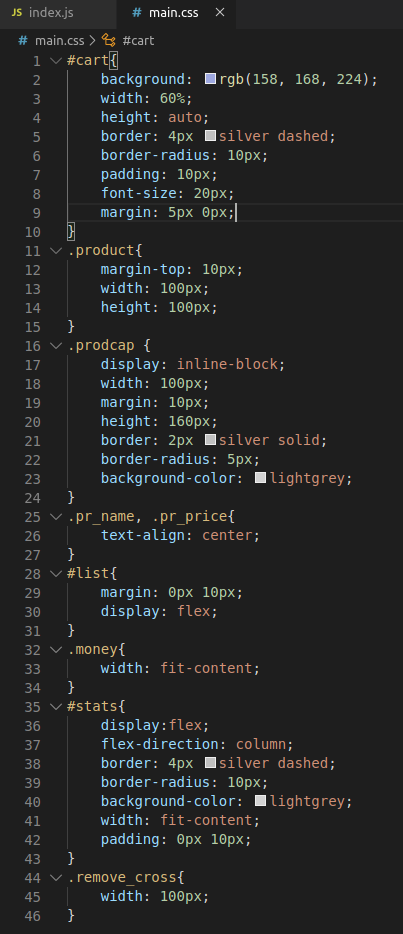 JS index.js # main.css ×
# main.css > #cart
1 #cart{
2 background: rgb(158, 168, 224);
3 width: 60%;
4 height: auto;
5 border: 4px silver dashed;
6 border-radius: 10px;
7 padding: 10px;
8 font-size: 20px;
9 margin: 5px 0px;
10 }
11 .product{
12 margin-top: 10px;
13 width: 100px;
14 height: 100px;
15 }
16 .prodcap {
17 display: inline-block;
18 width: 100px;
19 margin: 10px;
20 height: 160px;
21 border: 2px silver solid;
22 border-radius: 5px;
23 background-color: lightgrey;
24 }
25 .pr_name, .pr_price{
26 text-align: center;
27 }
28 #list{
29 margin: 0px 10px;
30 display: flex;
31 }
32 .money{
33 width: fit-content;
34 }
35 #stats{
36 display:flex;
37 flex-direction: column;
38 border: 4px silver dashed;
39 border-radius: 10px;
40 background-color: lightgrey;
41 width: fit-content;
42 padding: 0px 10px;
43 }
44 .remove_cross{
45 width: 100px;
46 }